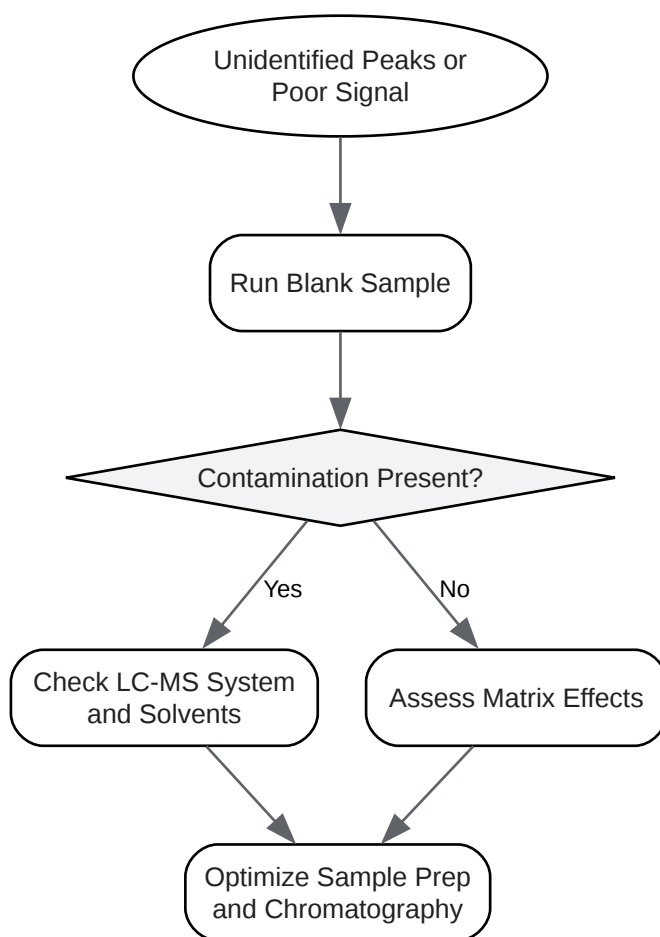 Unidentified Peaks or
Poor Signal
Run Blank Sample
Contamination Present?
Yes
No
Check LC-MS System
and Solvents
Assess Matrix Effects
Optimize Sample Prep
and Chromatography